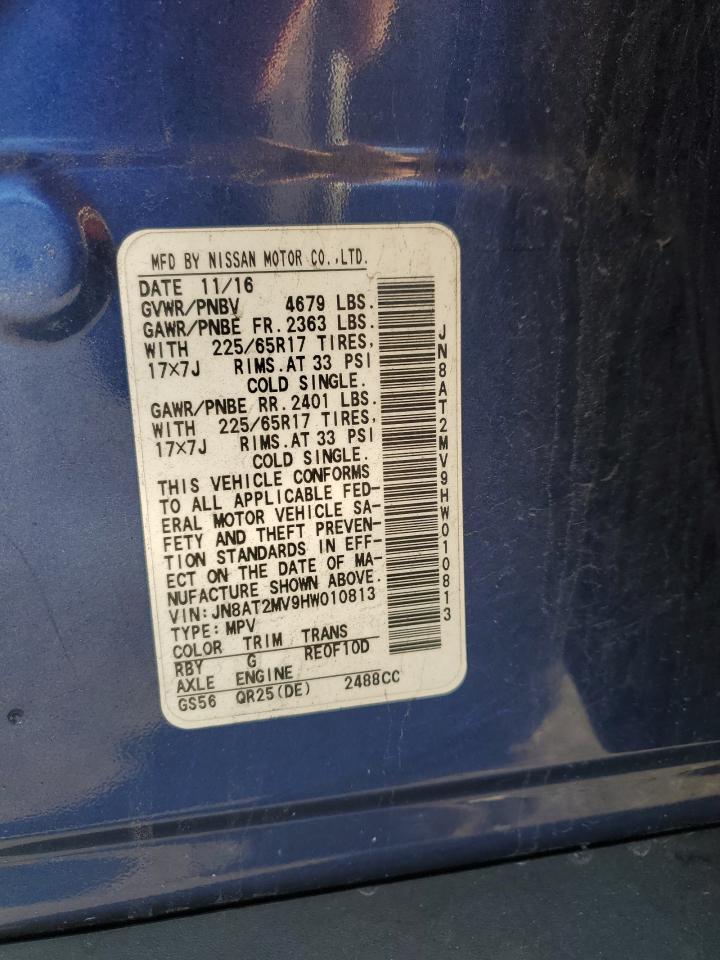 MFD BY NISSAN MOTOR CO.,LTD.
DATE 11/16
GVWR/PNBV 4679 LBS.
GAWR/PNBE FR. 2363 LBS.
WITH 225/65R17 TIRES,
17×7J RIMS.AT 33 PSI
COLD SINGLE.
GAWR/PNBE RR. 2401 LBS.
WITH 225/65R17 TIRES,
17×7J RIMS.AT 33 PSI
COLD SINGLE.
THIS VEHICLE CONFORMS
TO ALL APPLICABLE FED-
ERAL MOTOR VEHICLE SA-
FETY AND THEFT PREVEN-
TION STANDARDS IN EFF-
ECT ON THE DATE OF MA-
NUFACTURE SHOWN ABOVE.
VIN:JN8AT2MV9HW010813
TYPE:MPV
COLOR TRIM TRANS
RBY G RE0F10D
AXLE ENGINE
GS56 QR25(DE) 2488CC
JN8AT2MV9HW010813